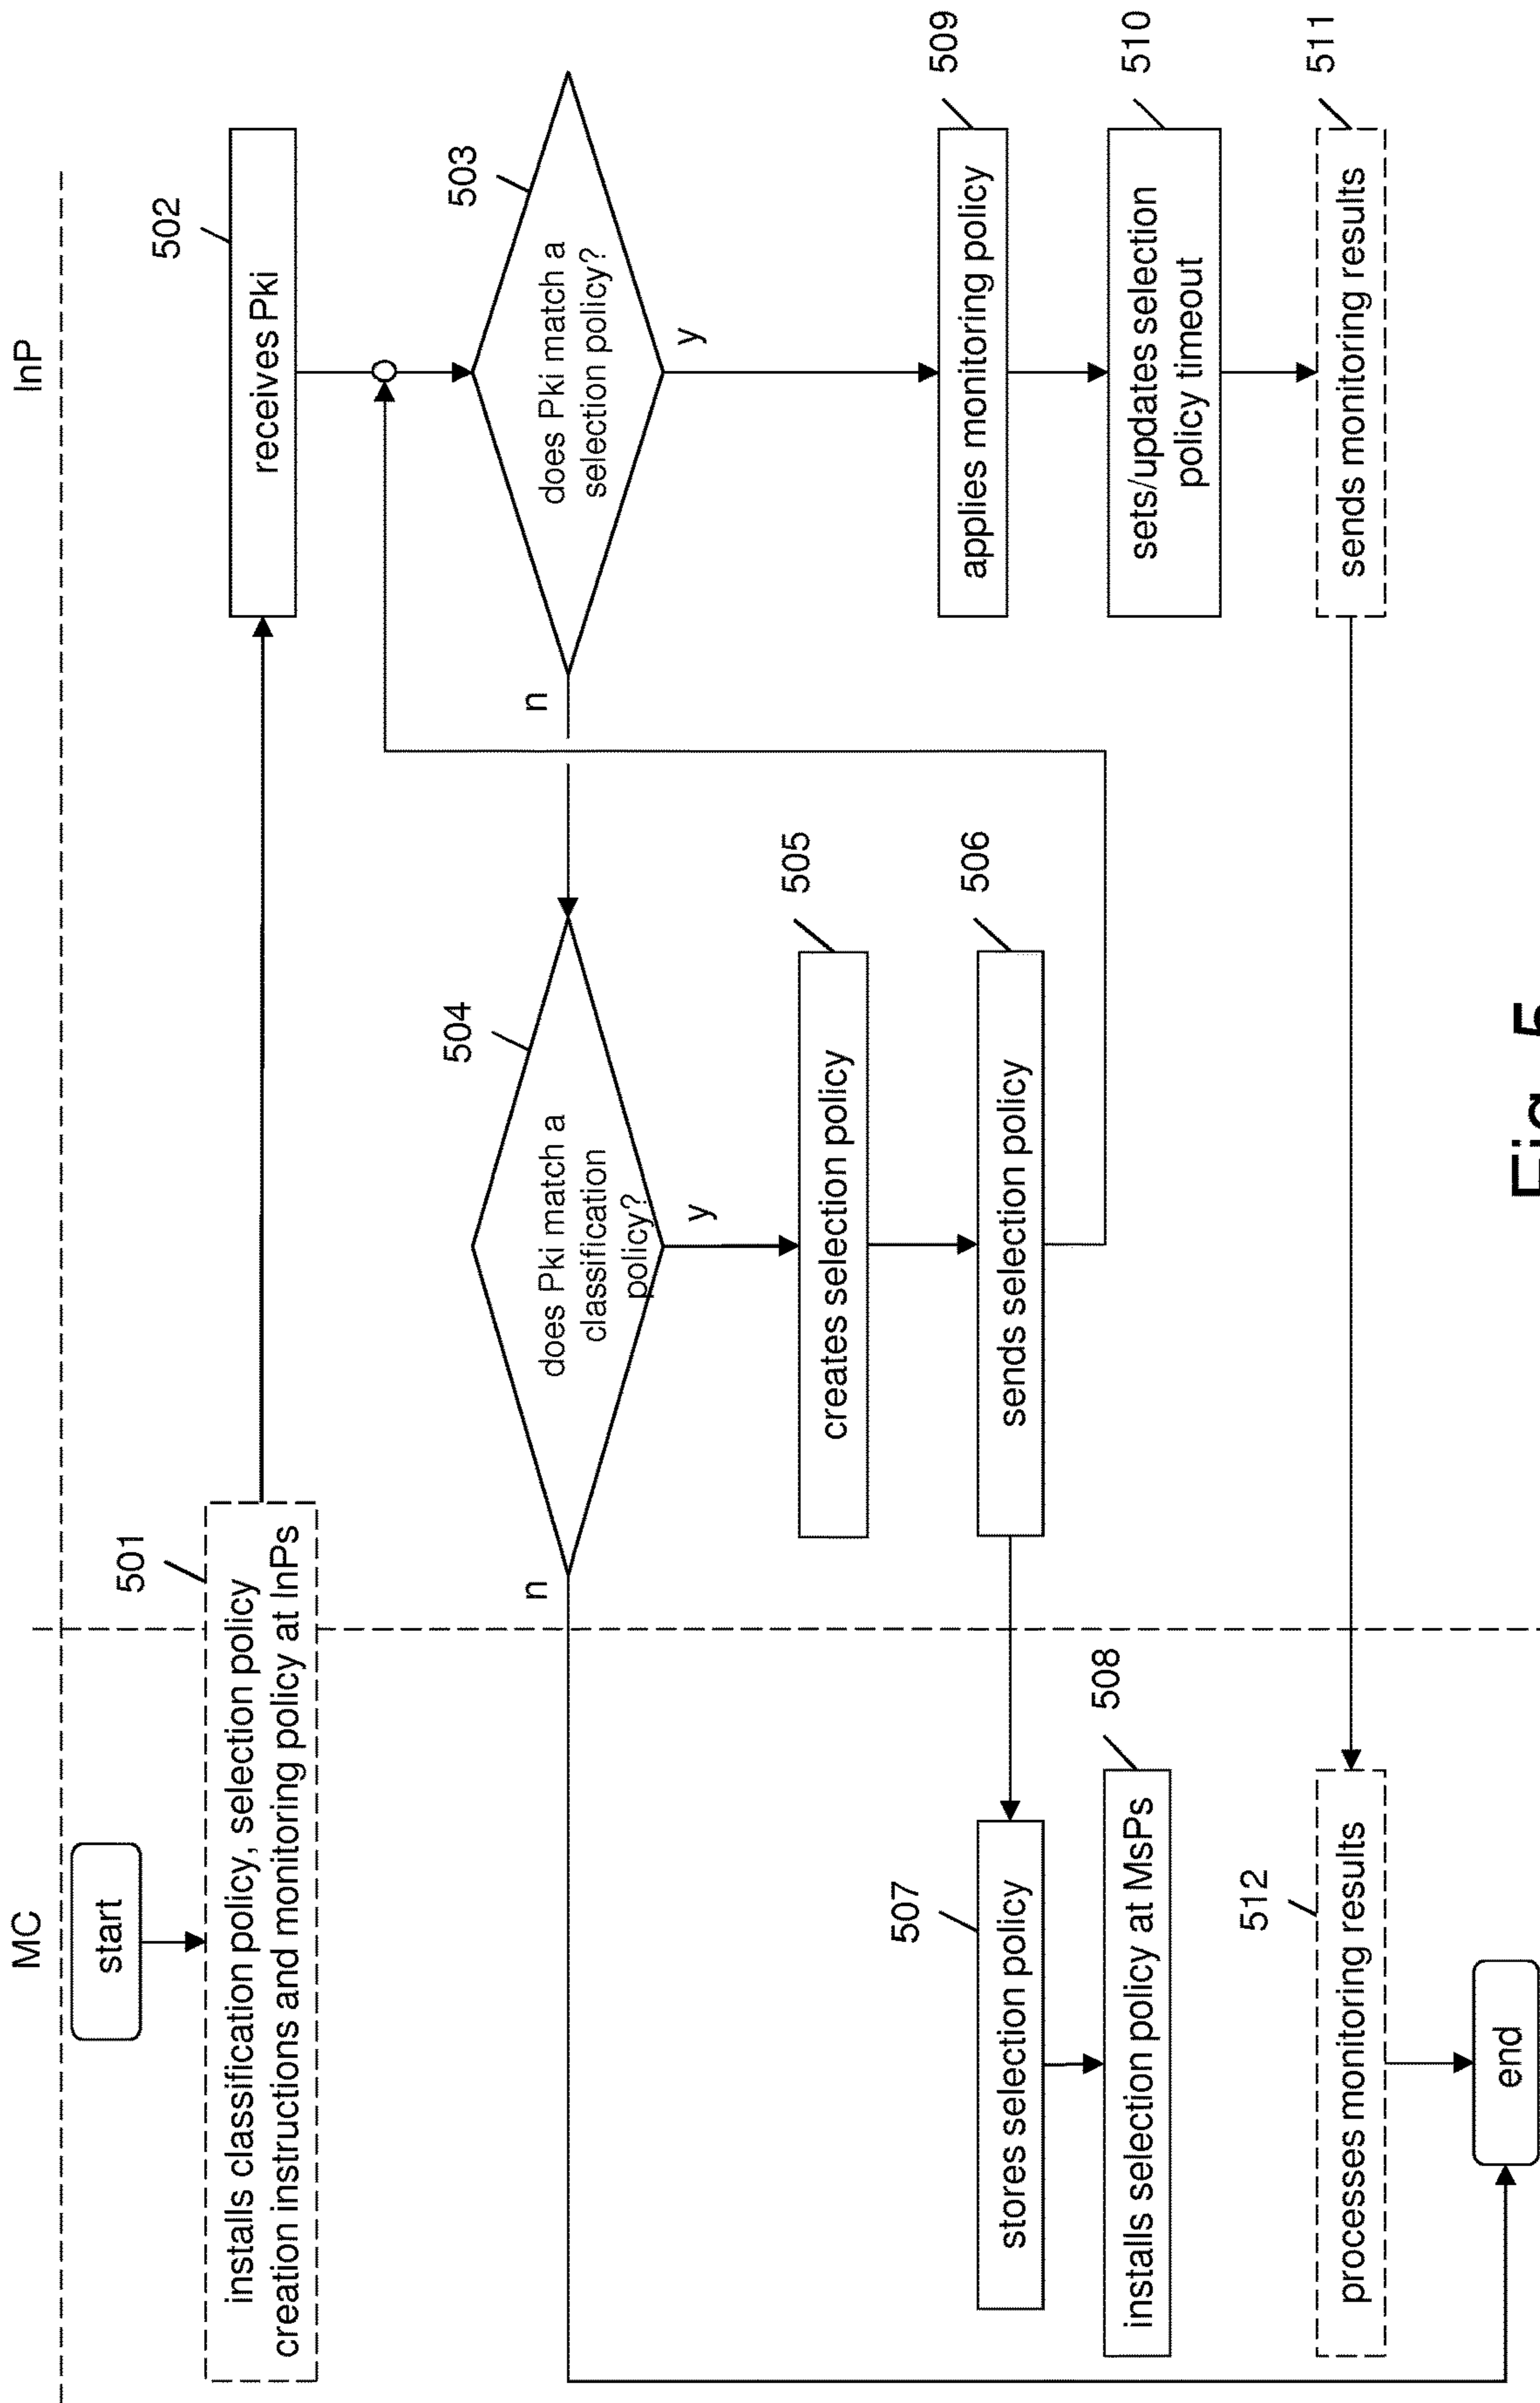 MC
InP
start
501
installs classification policy, selection policy
creation instructions and monitoring policy at InPs
502
receives Pki
503
does Pki match a
selection policy?
n
y
504
does Pki match a
classification
policy?
n
y
505
creates selection policy
506
sends selection policy
507
stores selection policy
508
installs selection policy at MsPs
509
applies monitoring policy
510
sets/updates selection
policy timeout
511
sends monitoring results
512
processes monitoring results
end
Fig. 5